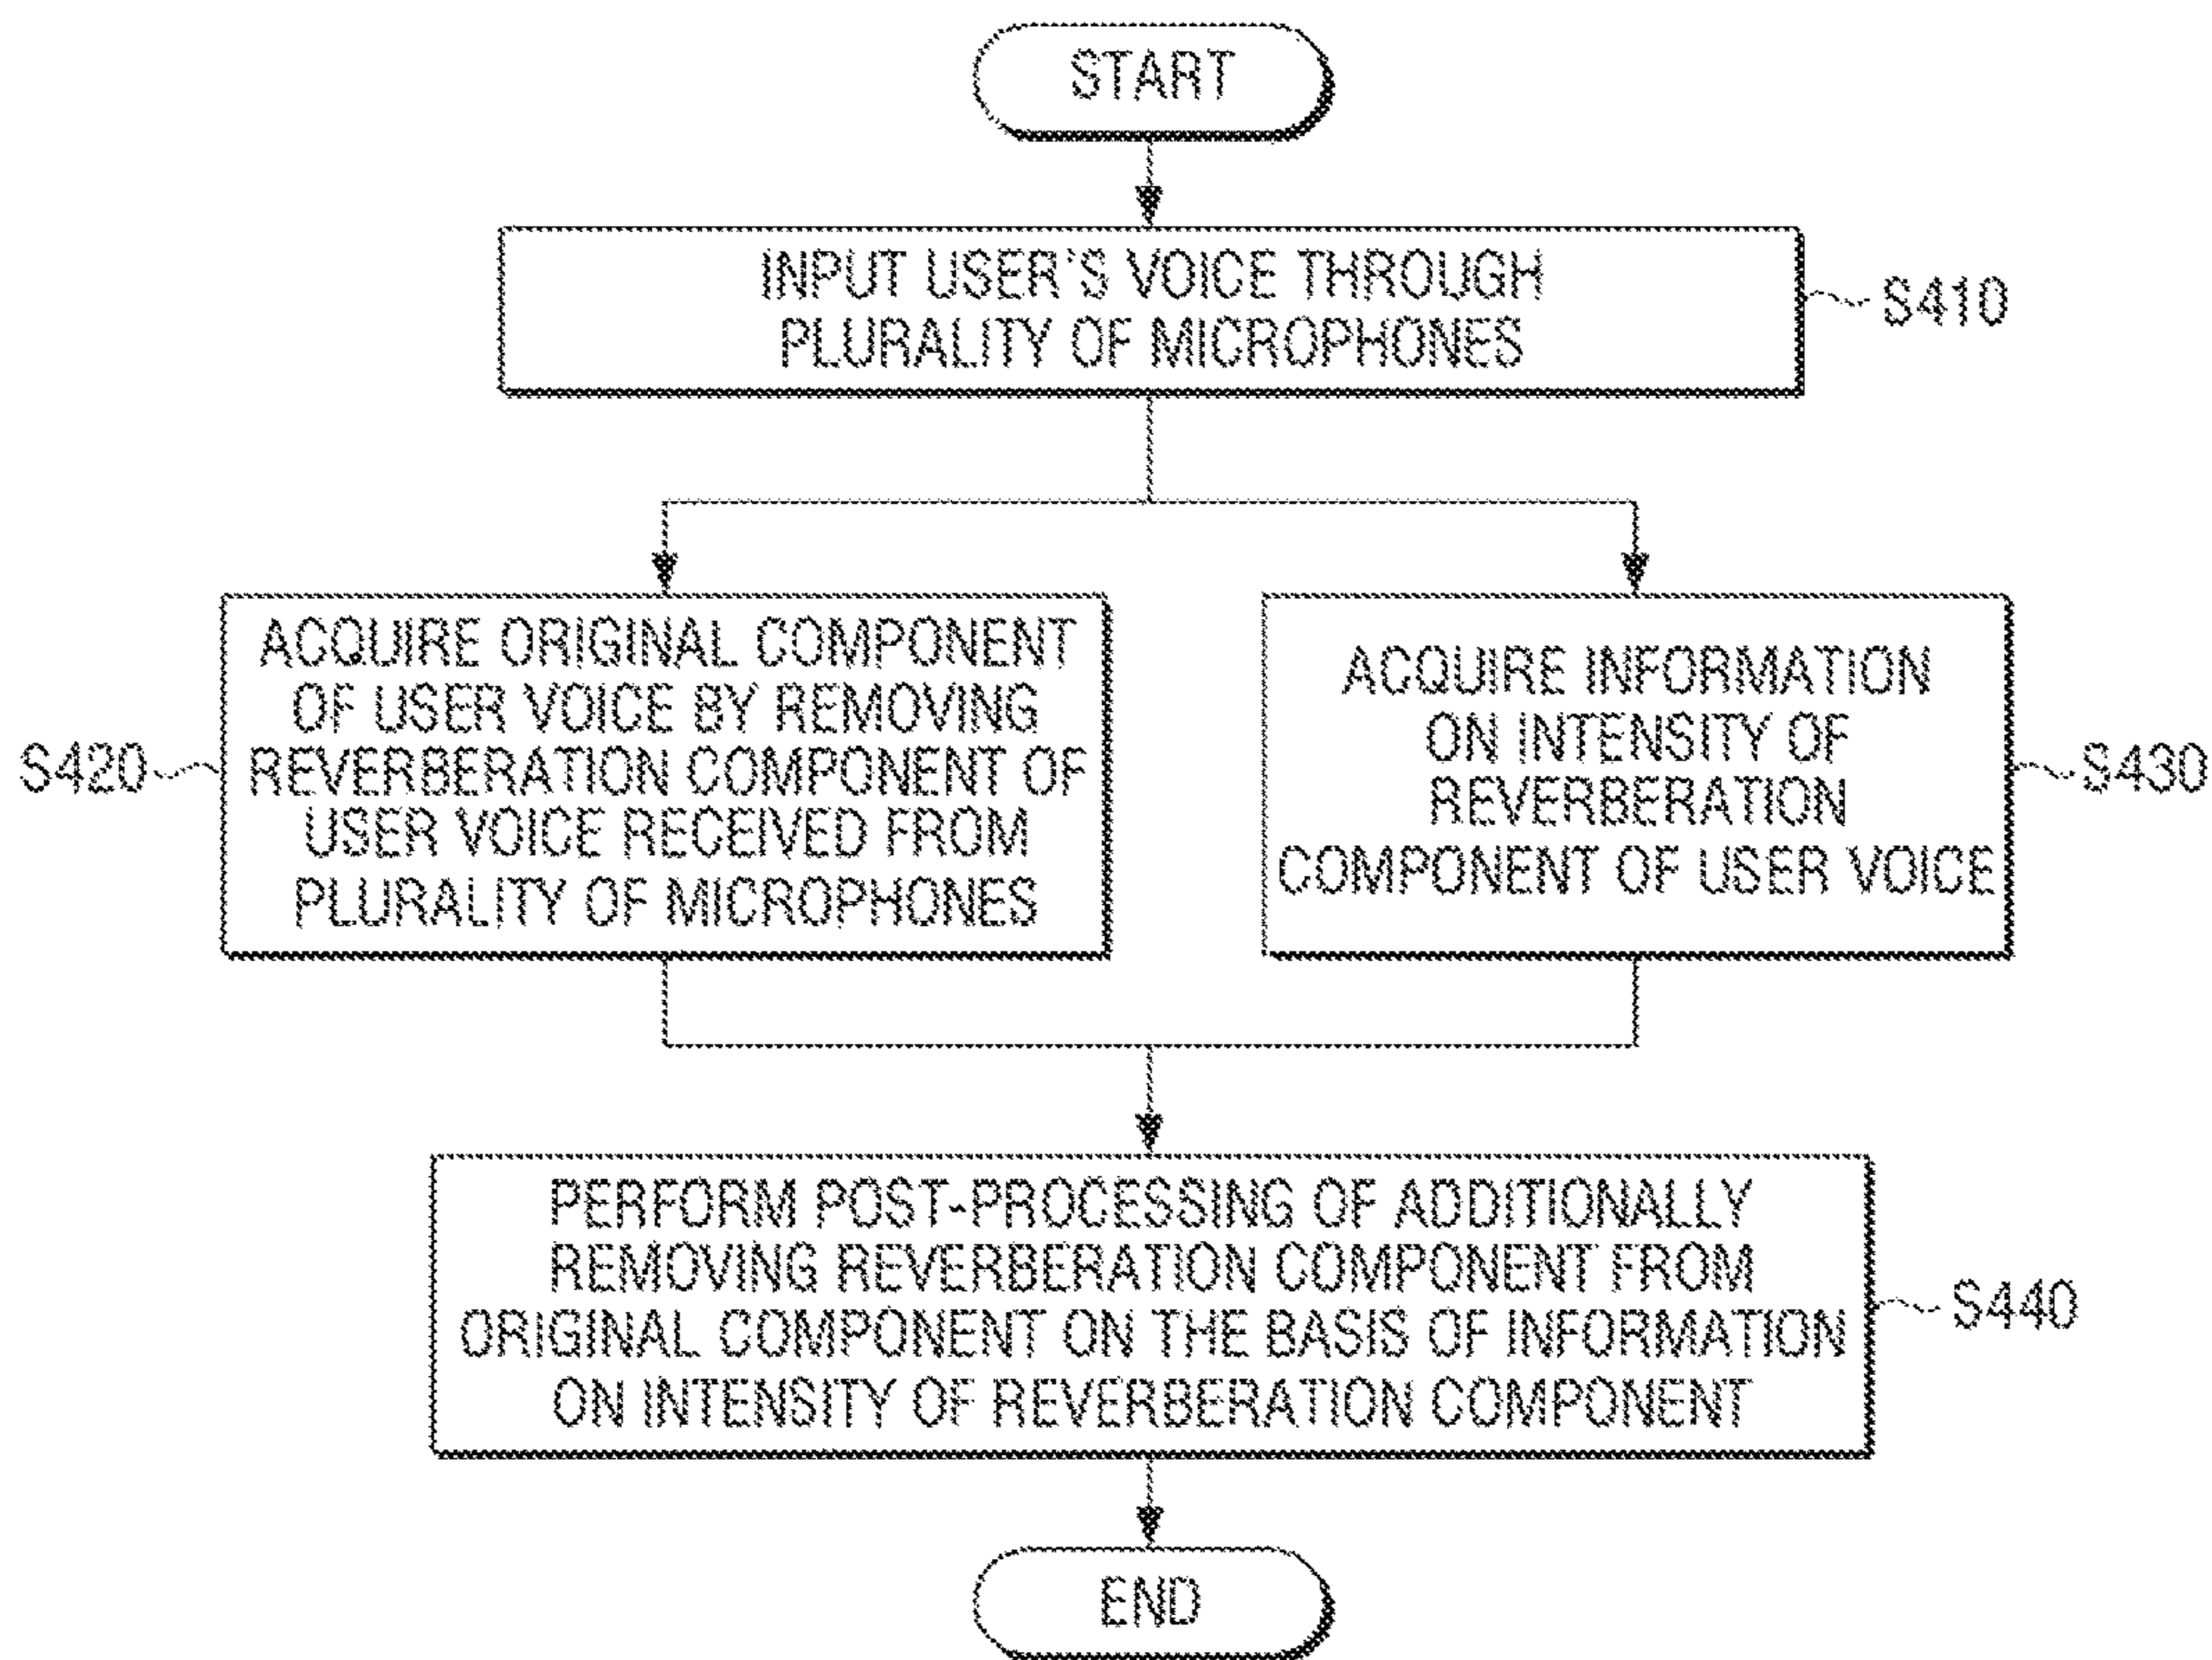 START
INPUT USER'S VOICE THROUGH
PLURALITY OF MICROPHONES
S410
ACQUIRE ORIGINAL COMPONENT
OF USER VOICE BY REMOVING
REVERBERATION COMPONENT OF
USER VOICE RECEIVED FROM
PLURALITY OF MICROPHONES
S420
ACQUIRE INFORMATION
ON INTENSITY OF
REVERBERATION
COMPONENT OF USER VOICE
S430
PERFORM POST-PROCESSING OF ADDITIONALLY
REMOVING REVERBERATION COMPONENT FROM
ORIGINAL COMPONENT ON THE BASIS OF INFORMATION
ON INTENSITY OF REVERBERATION COMPONENT
S440
END